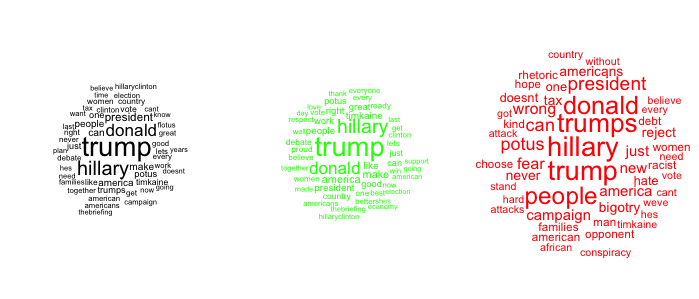 believe hillaryclinton
time election
women country
tax clinton vote cant
want one president know
last people can donald flotus
never right great
just trump good
plan lets years
debate every
hes hillary make work
need potus doesnt
families like america timkaine
together trumps get now going
american campaign
americans
thebriefing
thank everyone
potus every
love great ready
day vote right timkaine
respect work last
well people hillary get
clinton
debate trump lets
proud just
believe
together donald like can support
win going
women america make american
made president good now
country one best election
americans better shes
thebriefing economy
hillaryclinton
country
without
rhetoric americans
hope one president
doesnt tax donald believe
got wrong every
kind can trumps debt
attack reject
potus hillary just women
choose fear trump need
never new racist
stand hate vote
hard people america cant
attacks bigotry weve
campaign man hes
families timkaine
american opponent
african
conspiracy